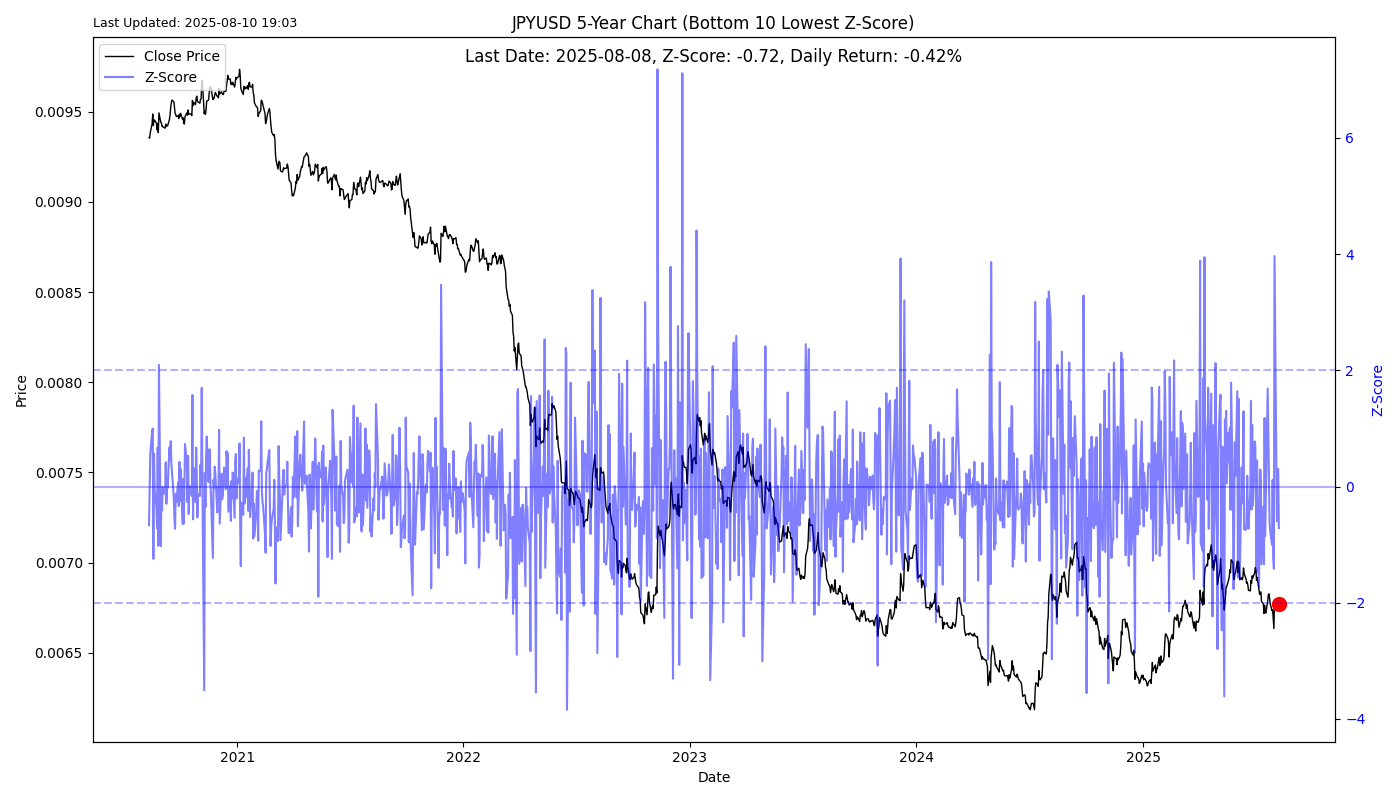 Last Updated: 2025-08-10 19:03
JPYUSD 5-Year Chart (Bottom 10 Lowest Z-Score)
Last Date: 2025-08-08, Z-Score: -0.72, Daily Return: -0.42%
Close Price
Z-Score
0.0095
0.0090
0.0085
0.0080
0.0075
0.0070
0.0065
Price
6
4
2
0
−2
−4
Z-Score
2021
2022
2023
2024
2025
Date